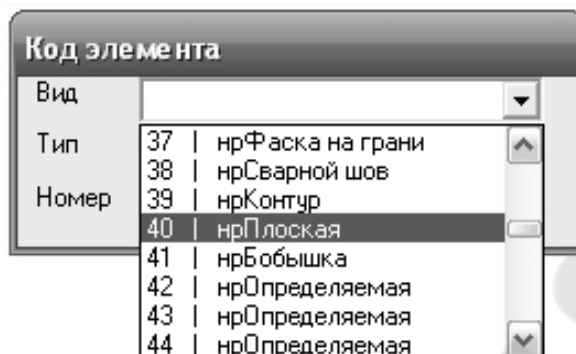 Код элемента
Вид
Тип
Номер
37 | нрФаска на грани
38 | нрСварной шов
39 | нрКонтур
40 | нрПлоская
41 | нрБобышка
42 | нрОпределяемая
43 | нрОпределяемая
44 | нрОпределяемая